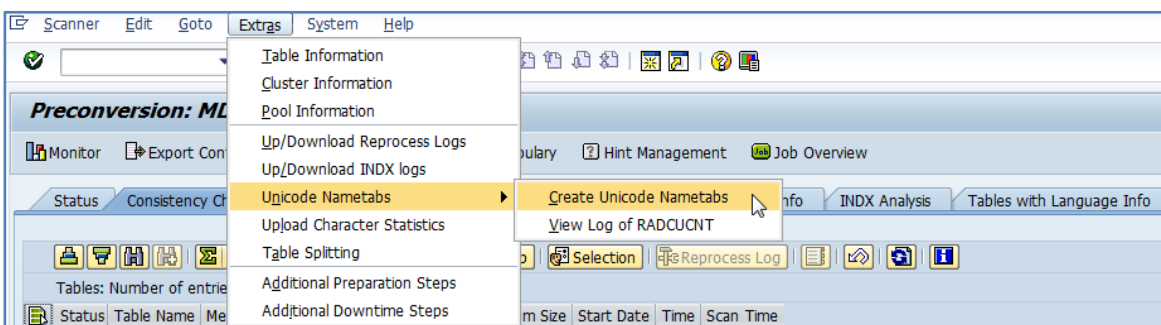 Scanner Edit Goto Extras System Help
Table Information
Cluster Information
Preconversion: MD
Pool Information
Monitor Export Con
Up/Download Reprocess Logs
bulary Hint Management Job Overview
Up/Download INDX logs
Status Consistency Ch
Unicode Nametabs
Create Unicode Nametabs
nfo INDX Analysis Tables with Language Info
Upload Character Statistics
View Log of RADCUCNT
Table Splitting
Selection Reprocess Log
Tables: Number of entrie
Additional Preparation Steps
Status Table Name Me
Additional Downtime Steps
m Size Start Date Time Scan Time